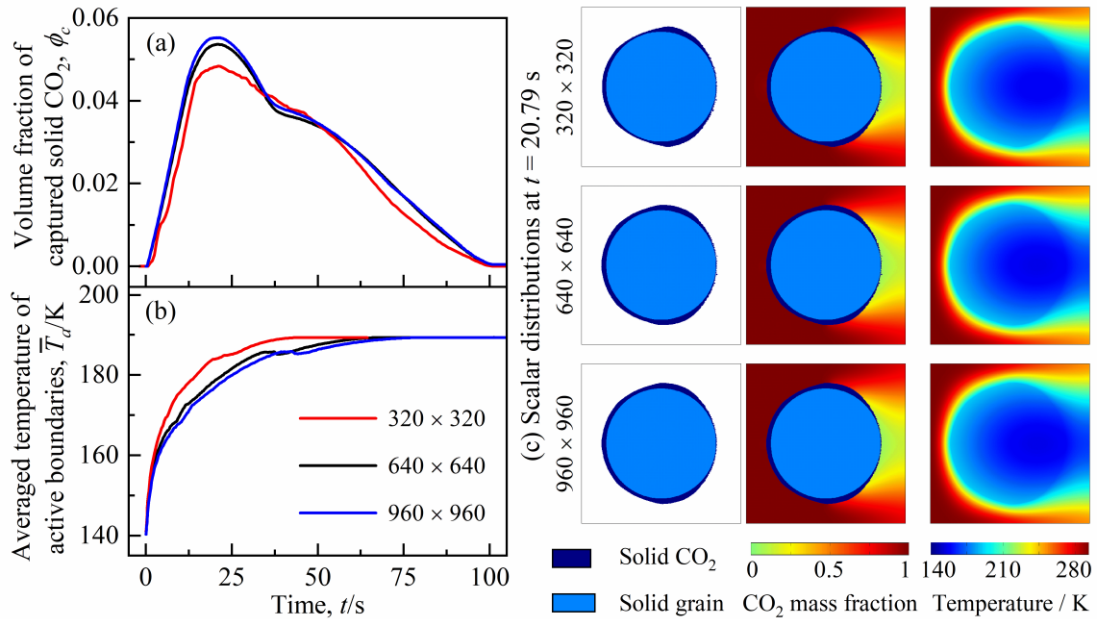 (a)
Volume fraction of
captured solid CO₂, ϕ_c
0.06
0.04
0.02
0.00
(b)
Averaged temperature of
active boundaries, T̅_a/K
200
180
160
140
320 × 320
640 × 640
960 × 960
0 25 50 75 100
Time, t/s
(c) Scalar distributions at t = 20.79 s
320 × 320
640 × 640
960 × 960
Solid CO₂
Solid grain
0 0.5 1
CO₂ mass fraction
140 210 280
Temperature / K